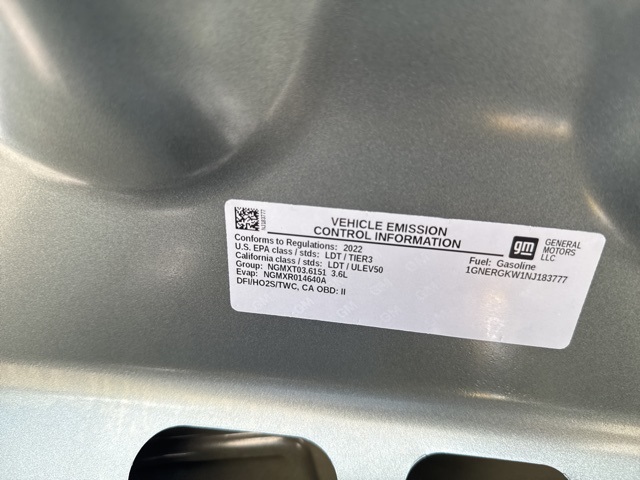 VEHICLE EMISSION
CONTROL INFORMATION
Conforms to Regulations: 2022
U.S. EPA class / stds: LDT / TIER3
California class / stds: LDT / ULEV50
Group: NGMXT03.6151 3.6L
Evap: NGMXR014640A
DFI/HO2S/TWC, CA OBD: II
gm
GENERAL
MOTORS
LLC
Fuel: Gasoline
1GNERGKW1NJ183777